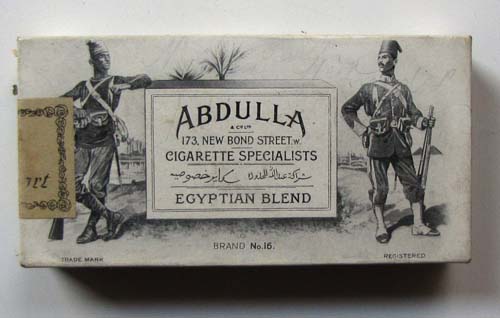 ABDULLA
& Co Ltd
173, NEW BOND STREET. W.
CIGARETTE SPECIALISTS
EGYPTIAN BLEND
BRAND No. 16.
TRADE MARK
REGISTERED